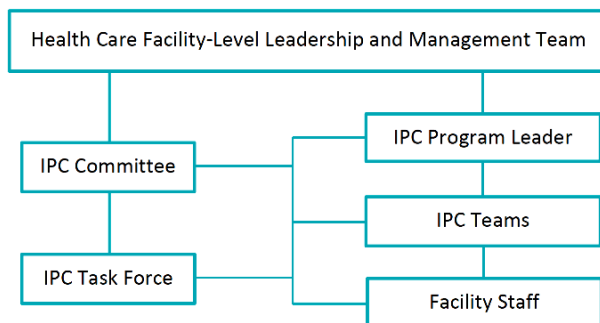 Health Care Facility-Level Leadership and Management Team
IPC Program Leader
IPC Committee
IPC Teams
IPC Task Force
Facility Staff